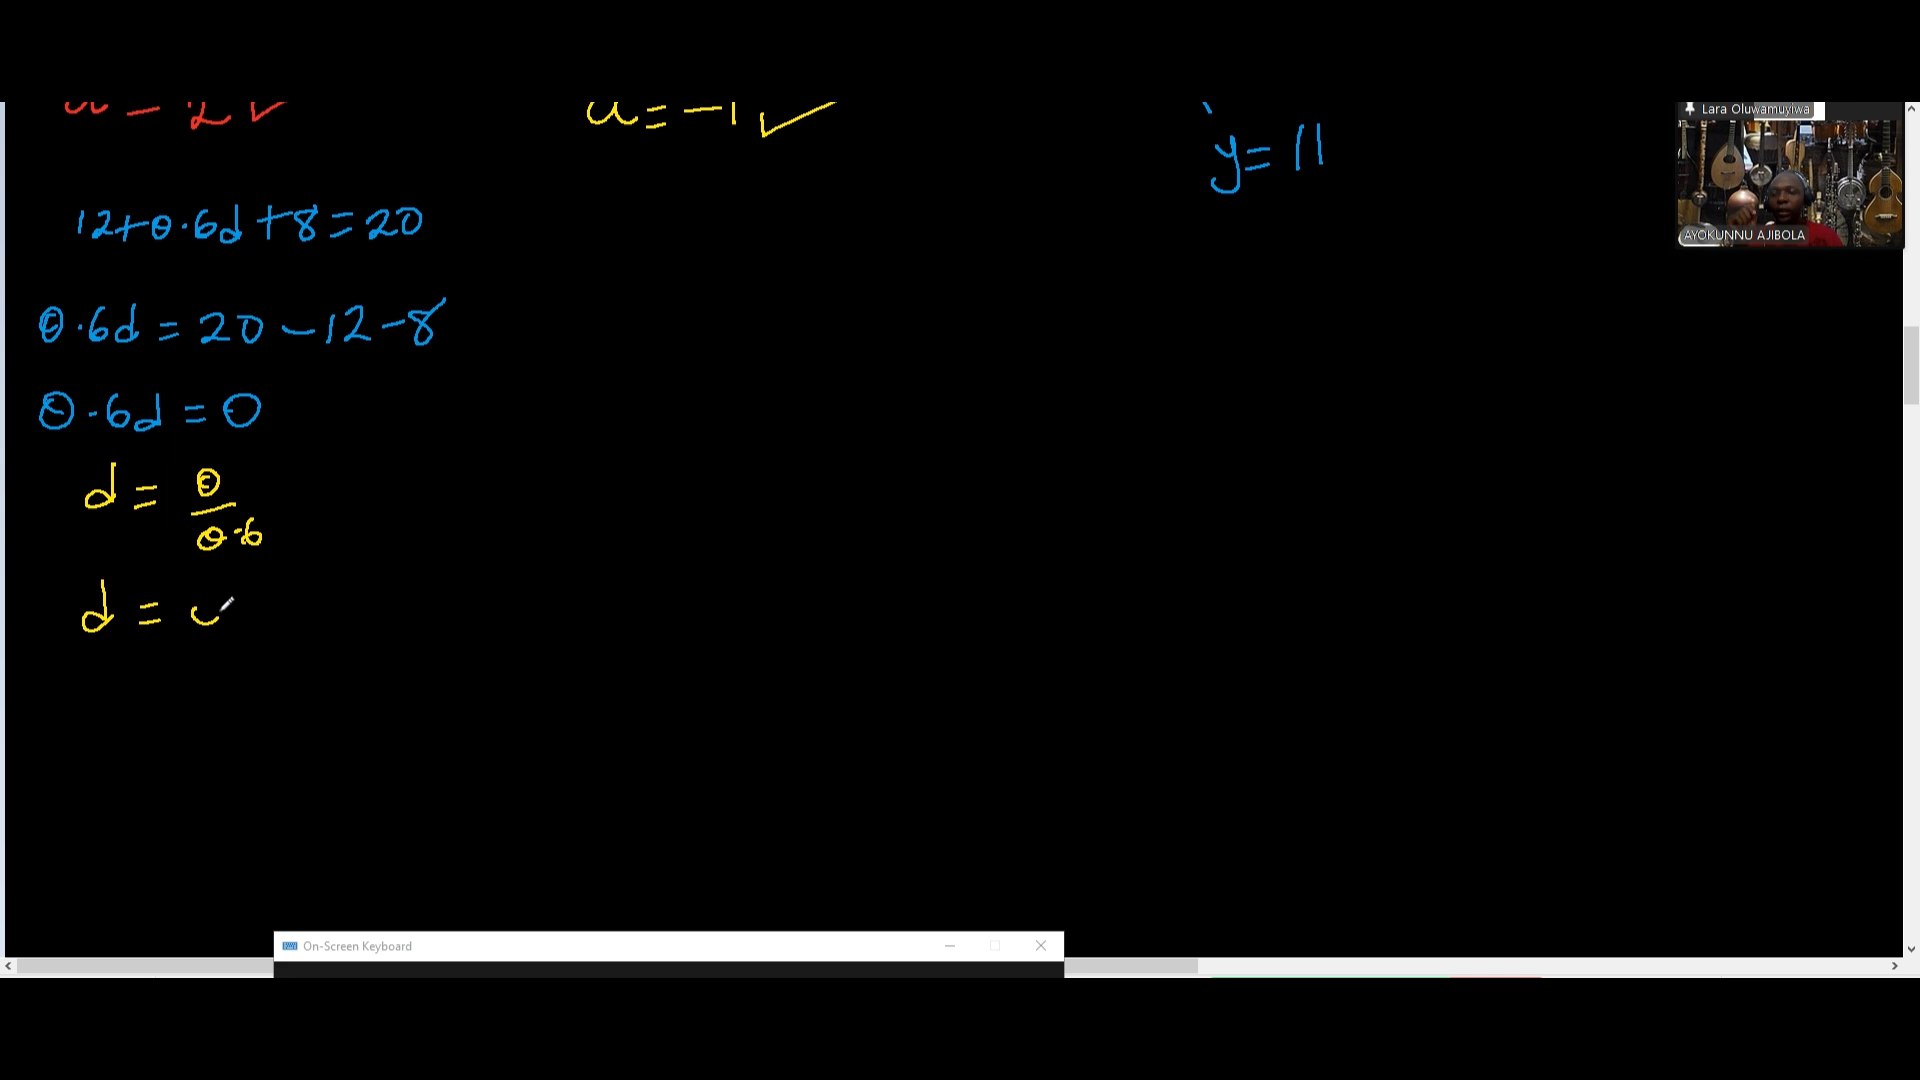 a = -1 ✓
y = 11
Lara Oluwamuyiwa
AYOKUNNU AJIBOLA
12+0.6d+8=20
0.6d = 20-12-8
0.6d = 0
d = 0/0.6
d =
On-Screen Keyboard